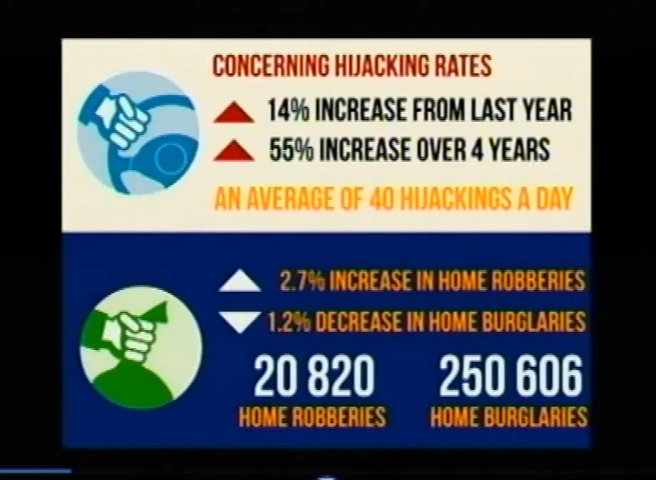 CONCERNING HIJACKING RATES
14% INCREASE FROM LAST YEAR
55% INCREASE OVER 4 YEARS
AN AVERAGE OF 40 HIJACKINGS A DAY
2.7% INCREASE IN HOME ROBBERIES
1.2% DECREASE IN HOME BURGLARIES
20 820 250 606
HOME ROBBERIES HOME BURGLARIES